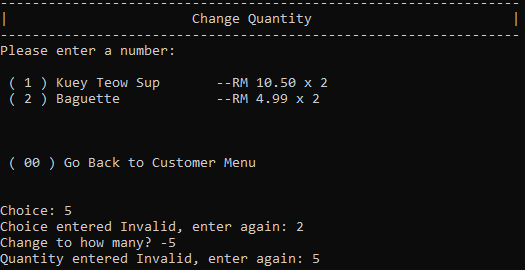 Change Quantity
Please enter a number:
( 1 ) Kuey Teow Sup --RM 10.50 x 2
( 2 ) Baguette --RM 4.99 x 2
( 00 ) Go Back to Customer Menu
Choice: 5
Choice entered Invalid, enter again: 2
Change to how many? -5
Quantity entered Invalid, enter again: 5